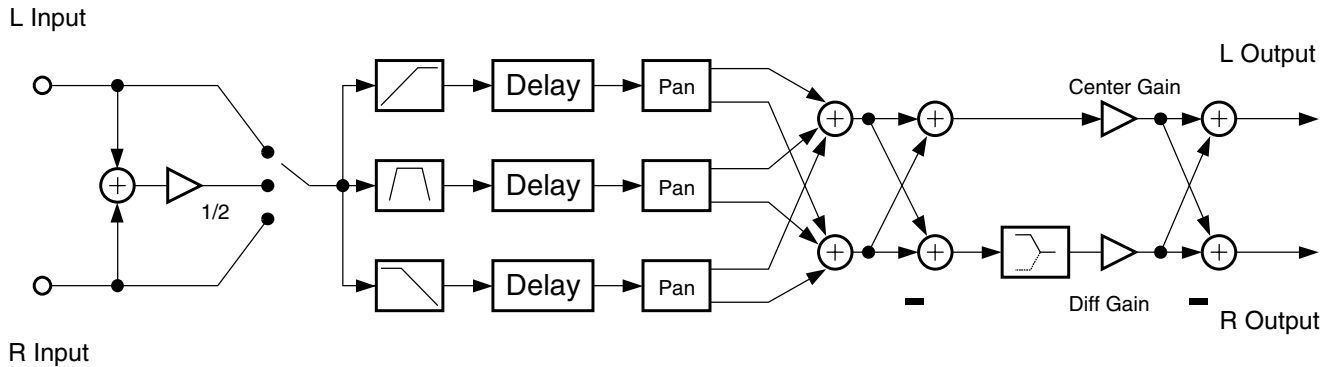 L Input
L Output
Delay
Pan
Center Gain
Delay
Pan
1/2
Delay
Pan
Diff Gain
R Output
R Input